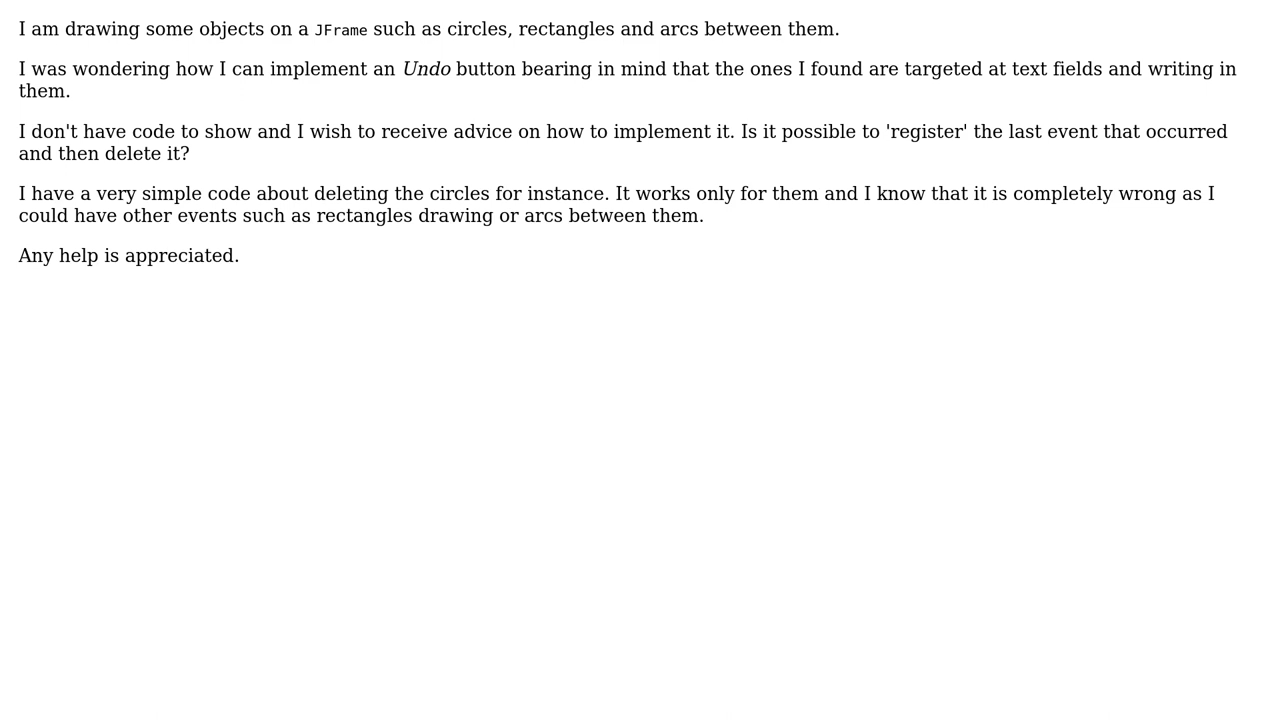 I am drawing some objects on a JFrame such as circles, rectangles and arcs between them.
I was wondering how I can implement an Undo button bearing in mind that the ones I found are targeted at text fields and writing in
them.
I don't have code to show and I wish to receive advice on how to implement it. Is it possible to 'register' the last event that occurred
and then delete it?
I have a very simple code about deleting the circles for instance. It works only for them and I know that it is completely wrong as I
could have other events such as rectangles drawing or arcs between them.
Any help is appreciated.